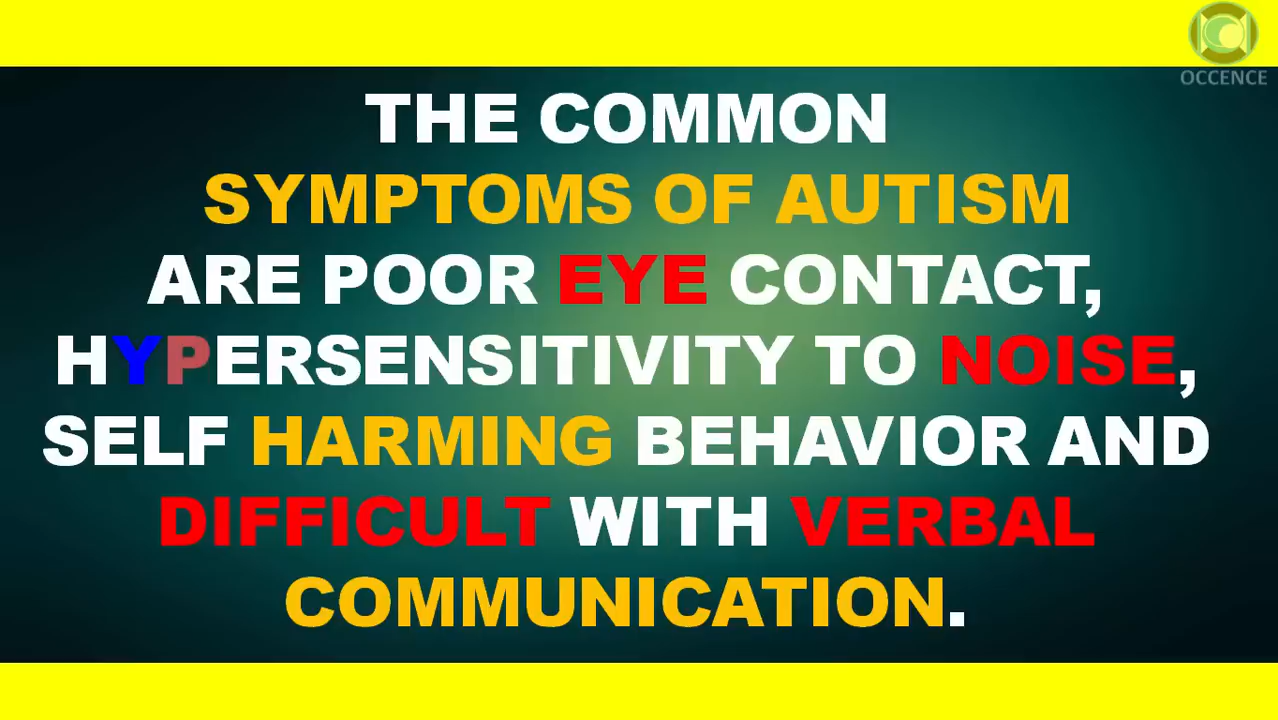 OCCENCE
THE COMMON
SYMPTOMS OF AUTISM
ARE POOR EYE CONTACT,
HYPERSENSITIVITY TO NOISE,
SELF HARMING BEHAVIOR AND
DIFFICULT WITH VERBAL
COMMUNICATION.